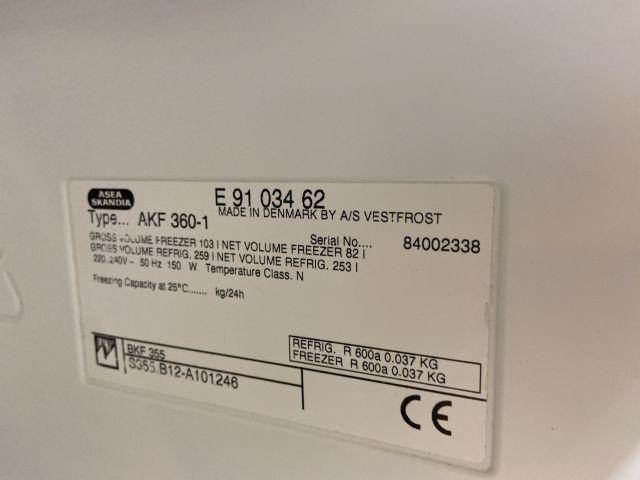 ASEA
SKANDIA
E 91 034 62
MADE IN DENMARK BY A/S VESTFROST
Type... AKF 360-1
Serial No.... 84002338
GROSS VOLUME FREEZER 103 l NET VOLUME FREEZER 82 l
GROSS VOLUME REFRIG. 259 l NET VOLUME REFRIG. 253 l
220..240V~ 50 Hz 150 W Temperature Class. N
Freezing Capacity at 25°C....... kg/24h
BKF 355
S355.B12-A101246
REFRIG. R 600a 0.037 KG
FREEZER R 600a 0.037 KG
CE